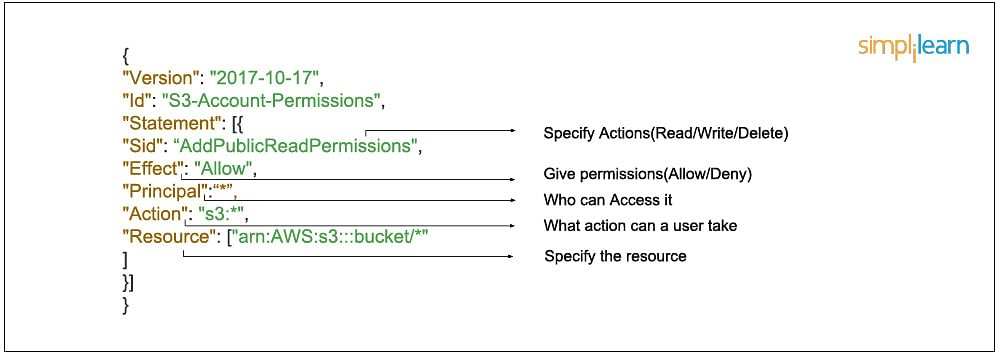 simplilearn
{
"Version": "2017-10-17",
"Id": "S3-Account-Permissions",
"Statement": [{
Specify Actions(Read/Write/Delete)
"Sid": “AddPublicReadPermissions",
"Effect": "Allow",
Give permissions(Allow/Deny)
"Principal":“*”,
Who can Access it
"Action": "s3:*",
What action can a user take
"Resource": ["arn:AWS:s3:::bucket/*"
Specify the resource
]
}]
}